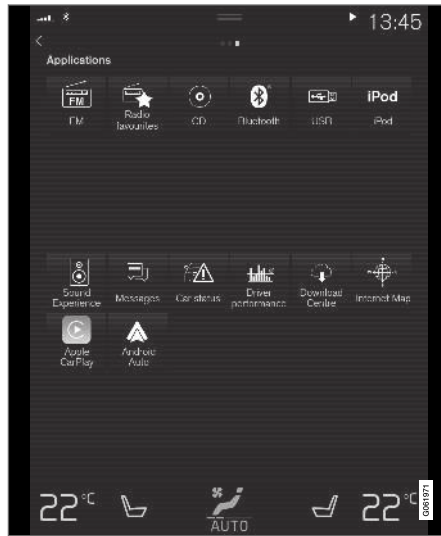 13:45
Applications
FM
FM
Radio
favourites
CD
Bluetooth
USB
iPod
iPod
Sound
Experience
Messages
Car status
Driver
performance
Download
Centre
Internet Map
Apple
CarPlay
Android
Auto
22°C
AUTO
22°C
G061971